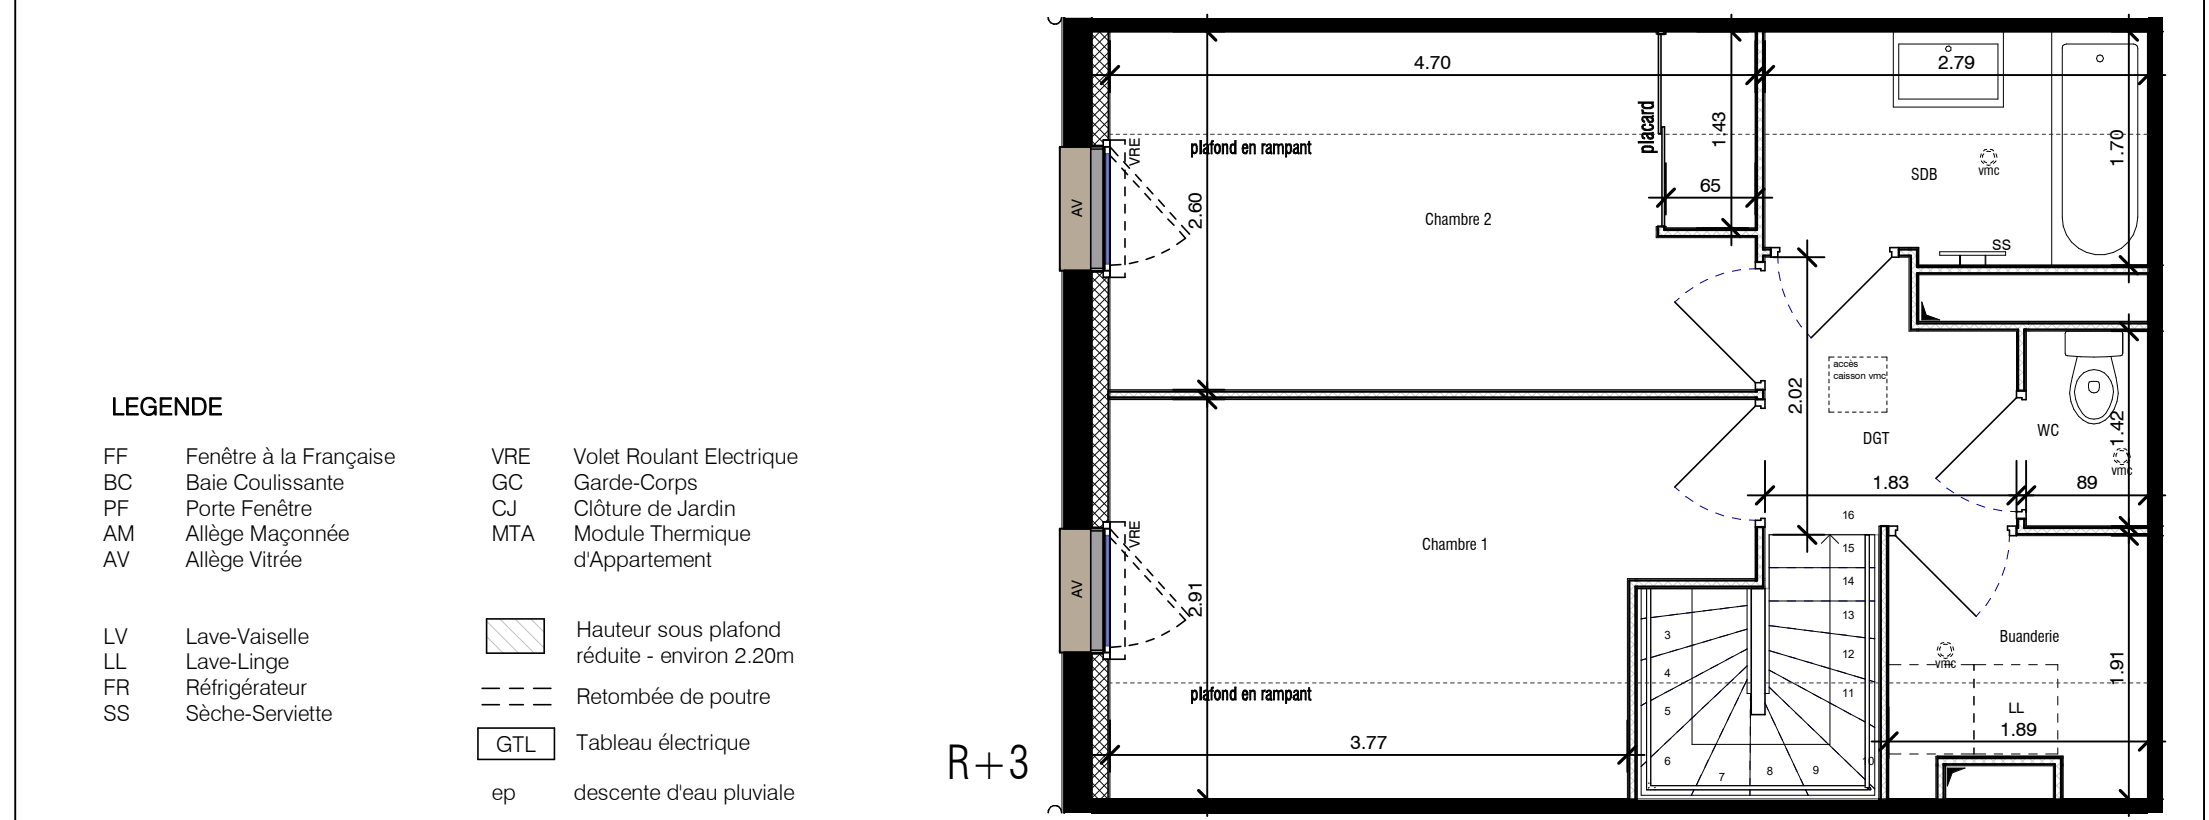 LEGENDE
FF Fenêtre à la Française
BC Baie Coulissante
PF Porte Fenêtre
AM Allège Maçonnée
AV Allège Vitrée
LV Lave-Vaiselle
LL Lave-Linge
FR Réfrigérateur
SS Sèche-Serviette
VRE Volet Roulant Electrique
GC Garde-Corps
CJ Clôture de Jardin
MTA Module Thermique
d'Appartement
Hauteur sous plafond
réduite - environ 2.20m
Retombée de poutre
GTL Tableau électrique
ep descente d'eau pluviale
R+3
4.70
2.79
placard
1.43
VRE
plafond en rampant
1.70
vmc
SDB
65
AV
2.60
Chambre 2
SS
accès
caisson vmc
2.02
DGT
WC
1.42
vmc
1.83
89
16
VRE
Chambre 1
15
14
AV
2.91
13
3
Buanderie
12
vmc
4
1.91
plafond en rampant
11
5
LL
1.89
3.77
6
7
8
9
10